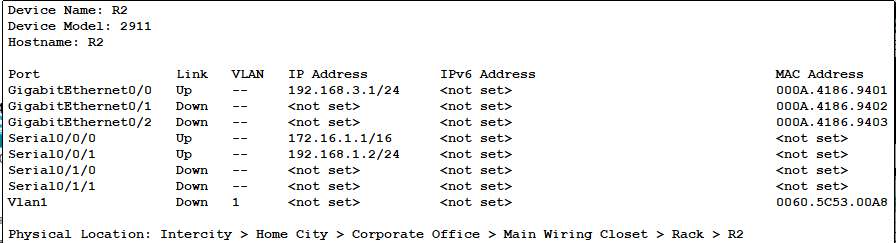 Device Name: R2
Device Model: 2911
Hostname: R2
Port Link VLAN IP Address IPv6 Address MAC Address
GigabitEthernet0/0 Up -- 192.168.3.1/24 <not set> 000A.4186.9401
GigabitEthernet0/1 Down -- <not set> <not set> 000A.4186.9402
GigabitEthernet0/2 Down -- <not set> <not set> 000A.4186.9403
Serial0/0/0 Up -- 172.16.1.1/16 <not set> <not set>
Serial0/0/1 Up -- 192.168.1.2/24 <not set> <not set>
Serial0/1/0 Down -- <not set> <not set> <not set>
Serial0/1/1 Down -- <not set> <not set> <not set>
Vlan1 Down 1 <not set> <not set> 0060.5C53.00A8
Physical Location: Intercity > Home City > Corporate Office > Main Wiring Closet > Rack > R2